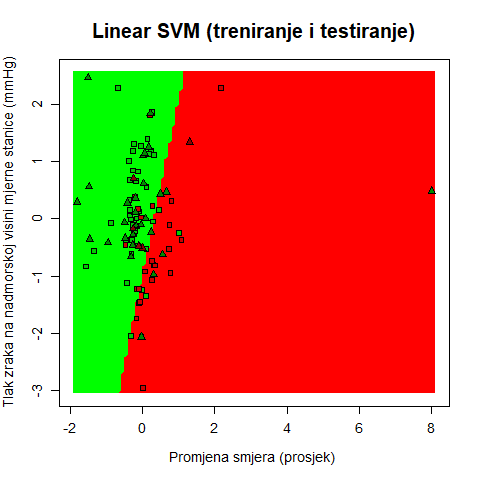 Linear SVM (treniranje i testiranje)
Tlak zraka na nadmorskoj visini mjerne stanice (mmHg)
2
1
0
-1
-2
-3
-2 0 2 4 6 8
Promjena smjera (prosjek)